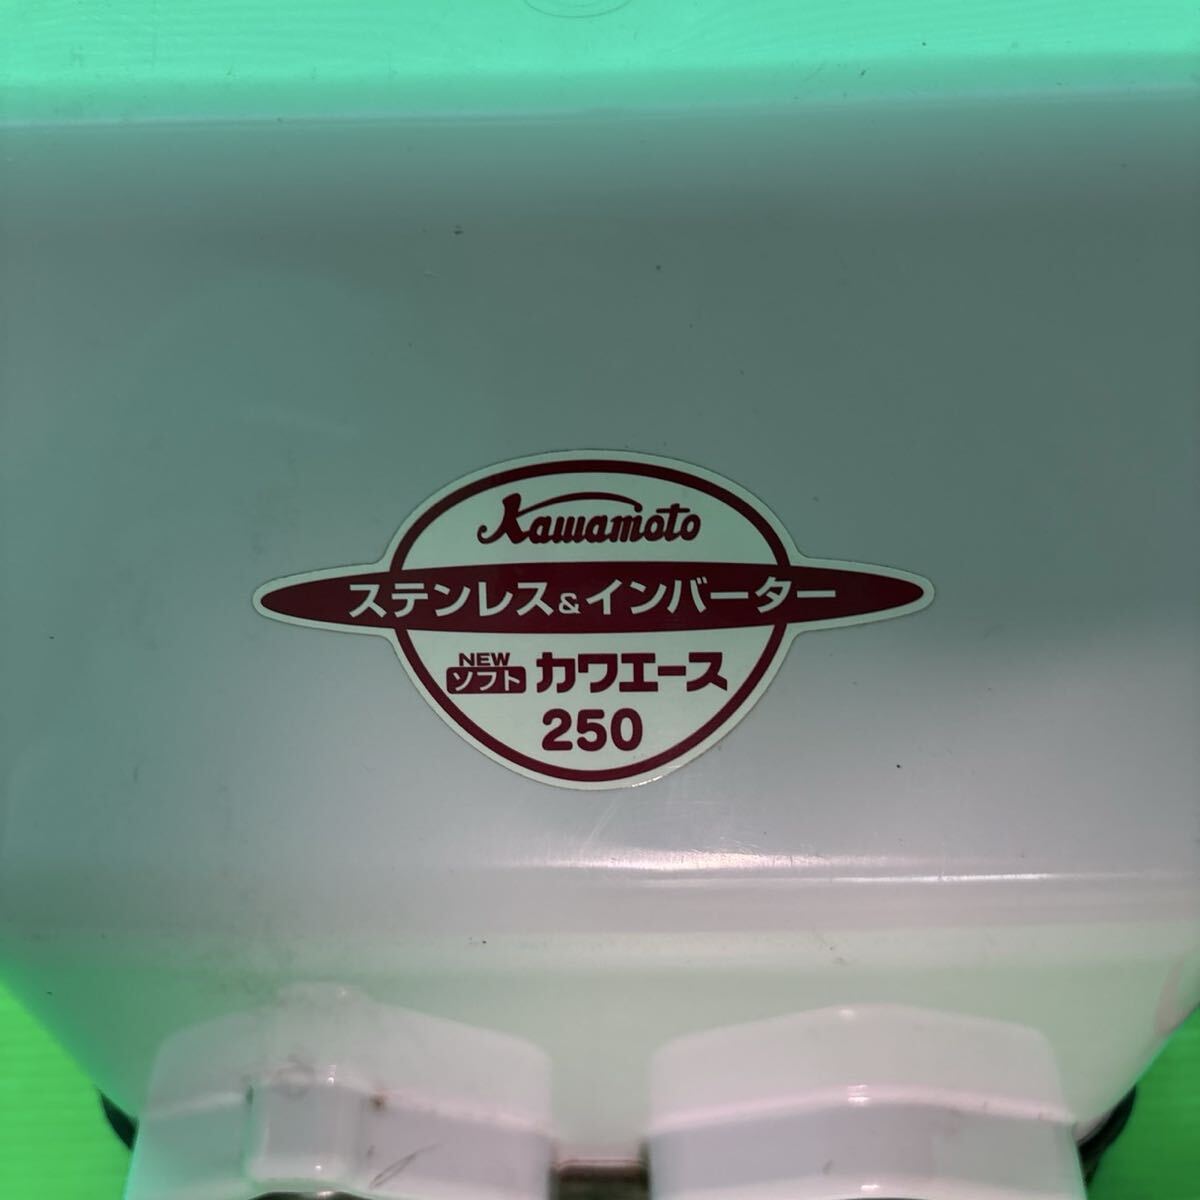 Kawamoto
ステンレス&インバーター
NEW
ソフト カワエース
250